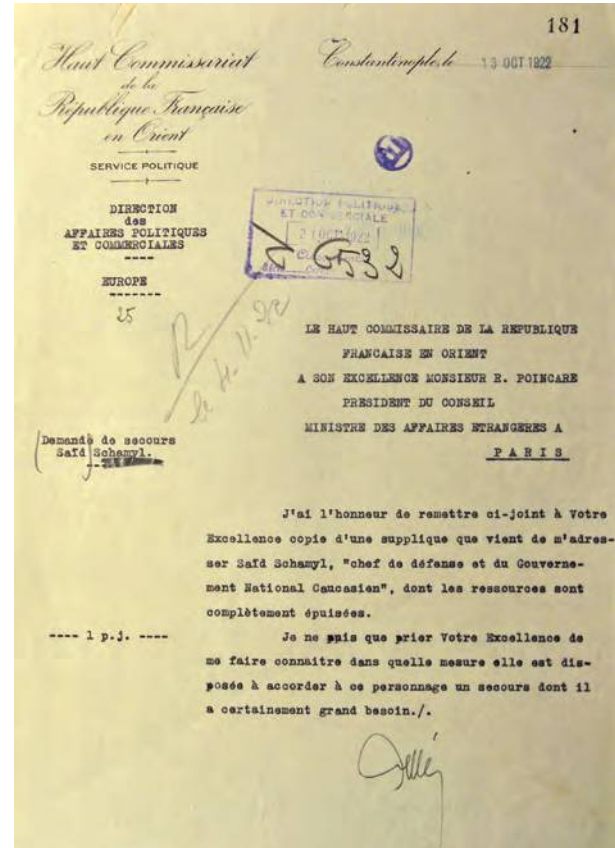 181
Haut Commissariat
de la
République Française
en Orient
Constantinople, le 13 OCT 1922
SERVICE POLITIQUE
DIRECTION
des
AFFAIRES POLITIQUES
ET COMMERCIALES
----
EUROPE
-------
25
DIRECTION POLITIQUE
ET COMMERCIALE
21 OCT 1922
6532
LE HAUT COMMISSAIRE DE LA REPUBLIQUE
FRANCAISE EN ORIENT
A SON EXCELLENCE MONSIEUR R. POINCARE
PRESIDENT DU CONSEIL
MINISTRE DES AFFAIRES ETRANGERES A
PARIS
Demande de secours
Saïd Schamyl.
J'ai l'honneur de remettre ci-joint à Votre
Excellence copie d'une supplique que vient de m'adres-
ser Saïd Schamyl, "chef de défense et du Gouverne-
ment National Caucasien", dont les ressources sont
complètement épuisées.
---- 1 p.j. ----
Je ne puis que prier Votre Excellence de
me faire connaitre dans quelle mesure elle est dis-
posée à accorder à ce personnage un secours dont il
a certainement grand besoin./.